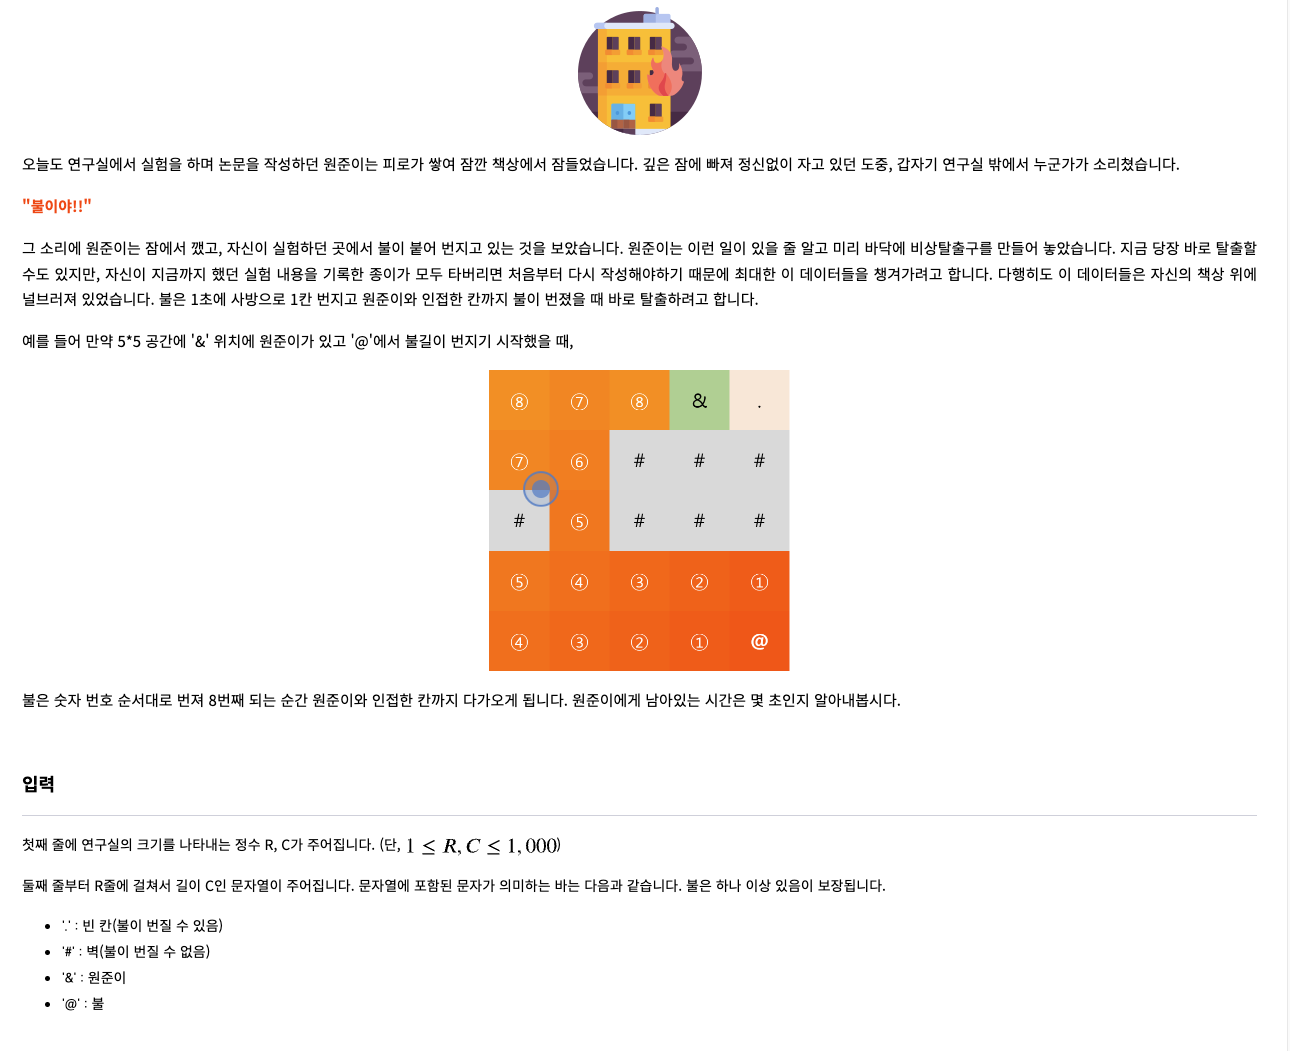 오늘도 연구실에서 실험을 하며 논문을 작성하던 원준이는 피로가 쌓여 잠깐 책상에서 잠들었습니다. 깊은 잠에 빠져 정신없이 자고 있던 도중, 갑자기 연구실 밖에서 누군가가 소리쳤습니다.
"불이야!!"
그 소리에 원준이는 잠에서 깼고, 자신이 실험하던 곳에서 불이 붙어 번지고 있는 것을 보았습니다. 원준이는 이런 일이 있을 줄 알고 미리 바닥에 비상탈출구를 만들어 놓았습니다. 지금 당장 바로 탈출할
수도 있지만, 자신이 지금까지 했던 실험 내용을 기록한 종이가 모두 타버리면 처음부터 다시 작성해야하기 때문에 최대한 이 데이터들을 챙겨가려고 합니다. 다행히도 이 데이터들은 자신의 책상 위에
널브러져 있었습니다. 불은 1초에 사방으로 1칸 번지고 원준이와 인접한 칸까지 불이 번졌을 때 바로 탈출하려고 합니다.
예를 들어 만약 5*5 공간에 '&' 위치에 원준이가 있고 '@'에서 불길이 번지기 시작했을 때,
⑧ ⑦ ⑧ & .
⑦ ⑥ # # #
# ⑤ # # #
⑤ ④ ③ ② ①
④ ③ ② ① @
불은 숫자 번호 순서대로 번져 8번째 되는 순간 원준이와 인접한 칸까지 다가오게 됩니다. 원준이에게 남아있는 시간은 몇 초인지 알아내봅시다.
입력
첫째 줄에 연구실의 크기를 나타내는 정수 R, C가 주어집니다. (단, 1 ≤ R, C ≤ 1,000)
둘째 줄부터 R줄에 걸쳐서 길이 C인 문자열이 주어집니다. 문자열에 포함된 문자가 의미하는 바는 다음과 같습니다. 불은 하나 이상 있음이 보장됩니다.
• '.' : 빈 칸(불이 번질 수 있음)
• '#' : 벽(불이 번질 수 없음)
• '&' : 원준이
• '@' : 불